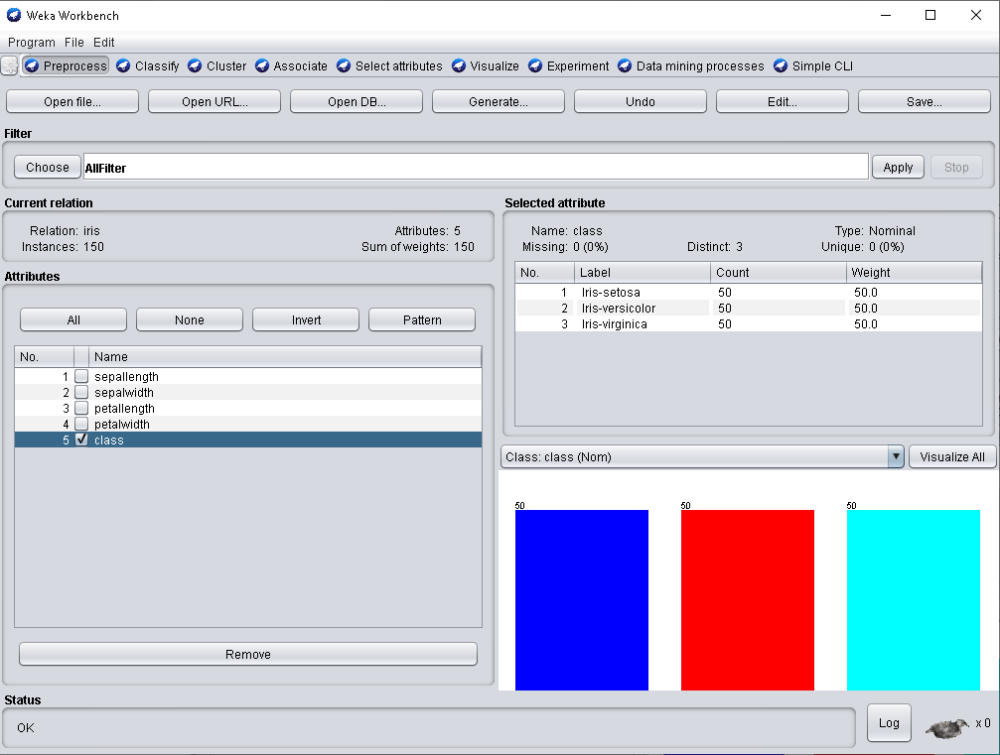 Weka Workbench
Program File Edit
Preprocess Classify Cluster Associate Select attributes Visualize Experiment Data mining processes Simple CLI
Open file... Open URL... Open DB... Generate... Undo Edit... Save...
Filter
Choose AllFilter Apply Stop
Current relation
Relation: iris Attributes: 5
Instances: 150 Sum of weights: 150
Attributes
All None Invert Pattern
No. Name
1 sepallength
2 sepalwidth
3 petallength
4 petalwidth
5 class
Remove
Selected attribute
Name: class Type: Nominal
Missing: 0 (0%) Distinct: 3 Unique: 0 (0%)
No. Label Count Weight
1 Iris-setosa 50 50.0
2 Iris-versicolor 50 50.0
3 Iris-virginica 50 50.0
Class: class (Nom) Visualize All
50 50 50
Status
OK Log x 0